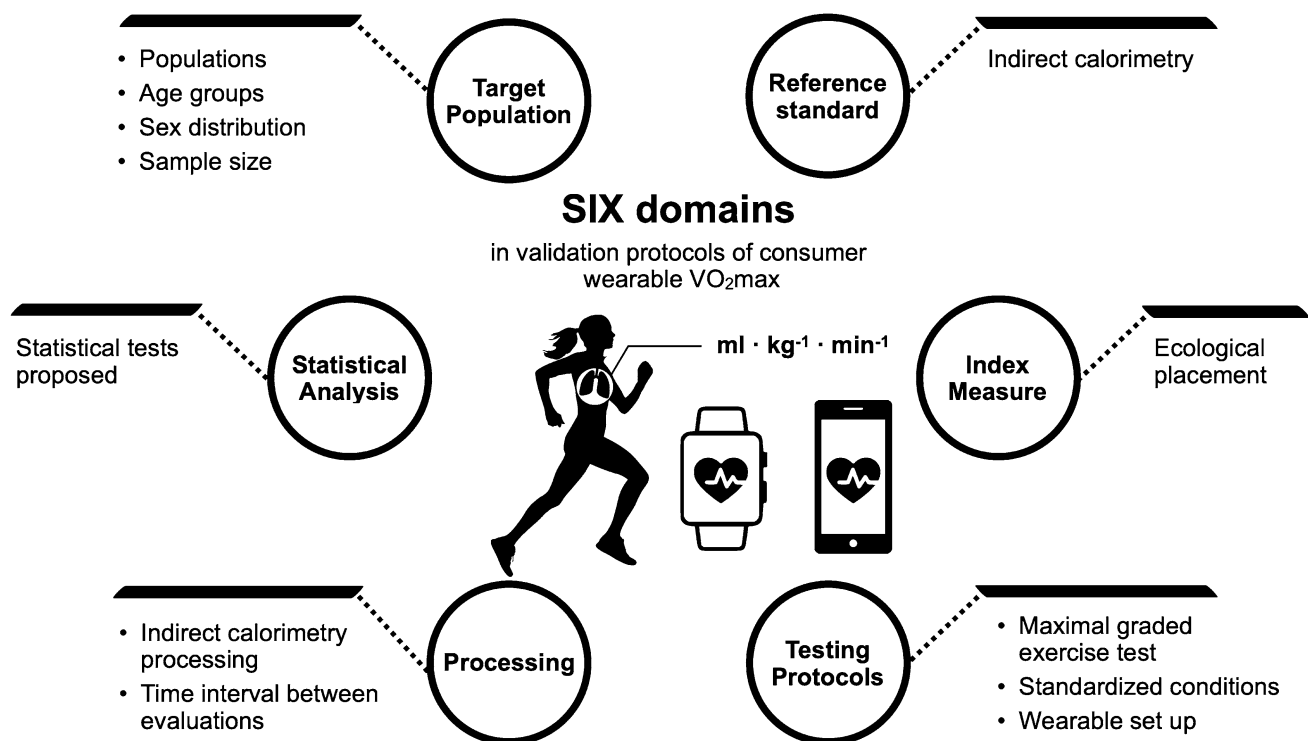 • Populations
• Age groups
• Sex distribution
• Sample size
Target
Population
Reference
standard
Indirect calorimetry
SIX domains
in validation protocols of consumer
wearable VO₂max
Statistical tests
proposed
Statistical
Analysis
ml · kg⁻¹ · min⁻¹
Index
Measure
Ecological
placement
• Indirect calorimetry
processing
• Time interval between
evaluations
Processing
Testing
Protocols
• Maximal graded
exercise test
• Standardized conditions
• Wearable set up